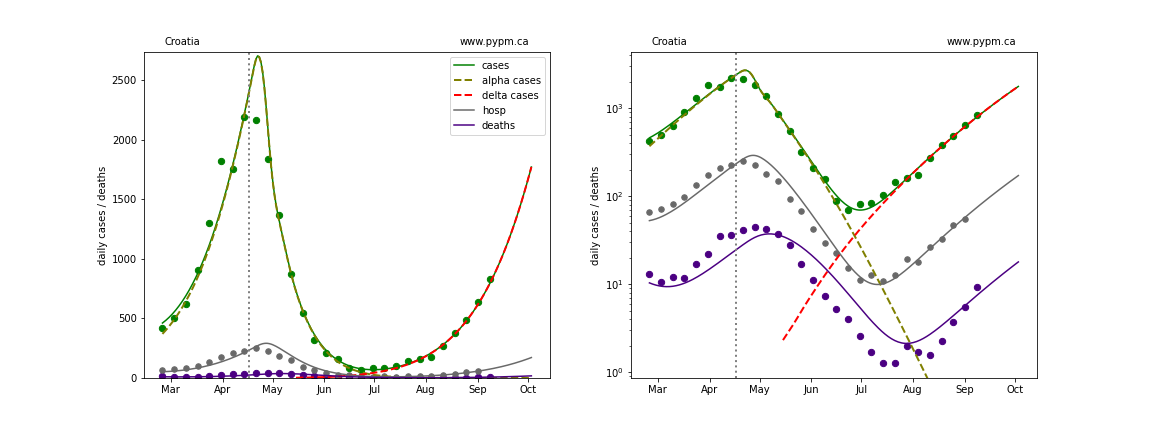 Croatia www.pypm.ca
cases
alpha cases
delta cases
hosp
deaths
daily cases / deaths
2500
2000
1500
1000
500
0
Mar Apr May Jun Jul Aug Sep Oct
Croatia www.pypm.ca
daily cases / deaths
10³
10²
10¹
10⁰
Mar Apr May Jun Jul Aug Sep Oct